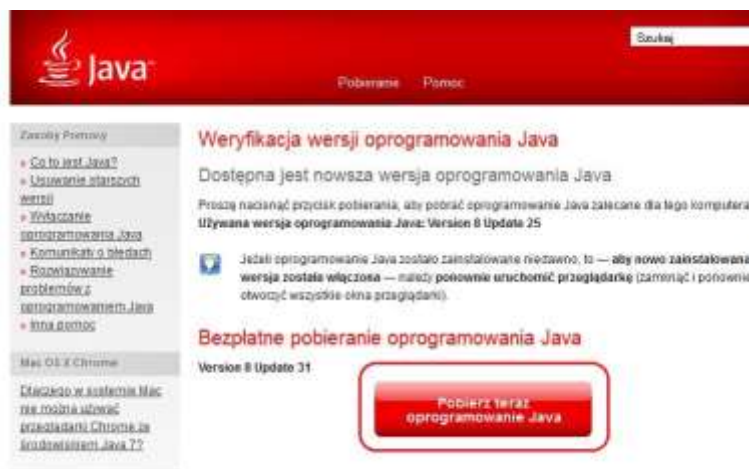 Java
Szukaj
Pobieranie Pomoc
Zasoby Pomocy
» Co to jest Java?
» Usuwanie starszych
wersji
» Wyłączanie
oprogramowania Java
» Komunikaty o błędach
» Rozwiązywanie
problemów z
oprogramowaniem Java
» Inna pomoc
Mac OS X Chrome
Dlaczego w systemie Mac
nie można używać
przeglądarki Chrome ze
środowiskiem Java 7?
Weryfikacja wersji oprogramowania Java
Dostępna jest nowsza wersja oprogramowania Java
Proszę nacisnąć przycisk pobierania, aby pobrać oprogramowanie Java zalecane dla tego komputera
Używana wersja oprogramowania Java: Version 8 Update 25
Jeżeli oprogramowanie Java zostało zainstalowane niedawno, to — aby nowo zainstalowana
wersja została włączona — należy ponownie uruchomić przeglądarkę (zamknąć i ponownie
otworzyć wszystkie okna przeglądarki).
Bezpłatne pobieranie oprogramowania Java
Version 8 Update 31
Pobierz teraz
oprogramowanie Java